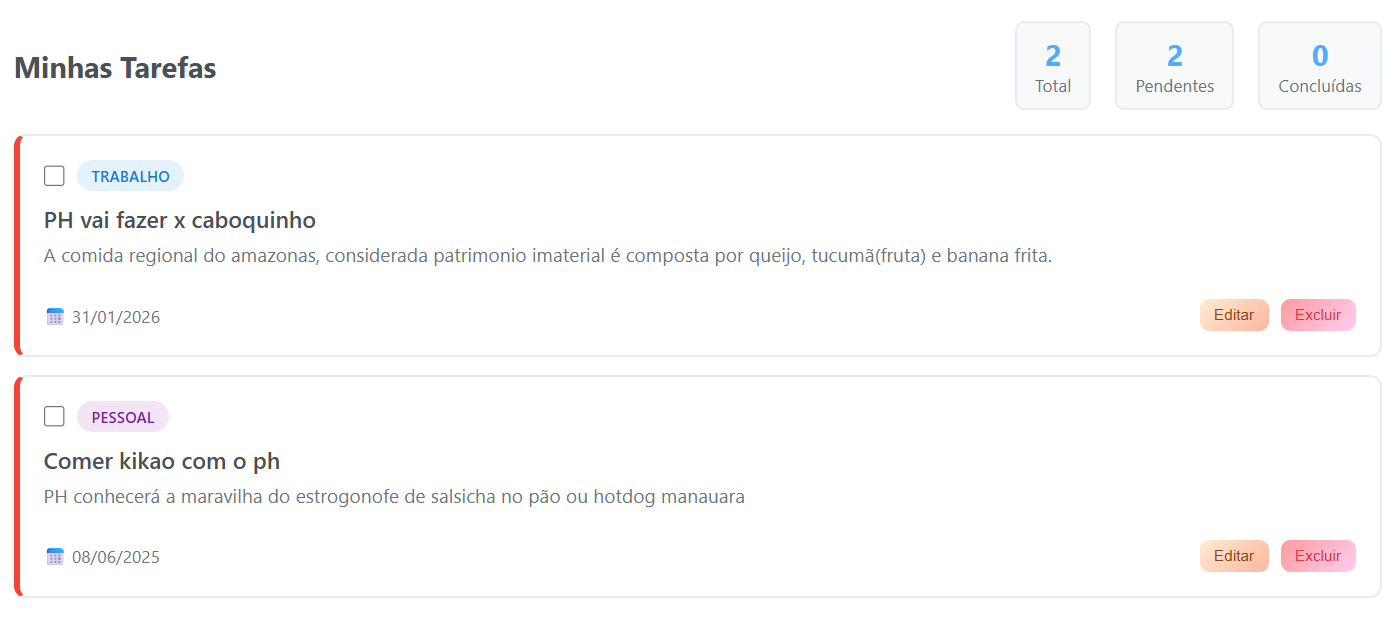 Minhas Tarefas
2
Total
2
Pendentes
0
Concluídas
TRABALHO
PH vai fazer x caboquinho
A comida regional do amazonas, considerada patrimonio imaterial é composta por queijo, tucumã(fruta) e banana frita.
31/01/2026
Editar
Excluir
PESSOAL
Comer kikao com o ph
PH conhecerá a maravilha do estrogonofe de salsicha no pão ou hotdog manauara
08/06/2025
Editar
Excluir